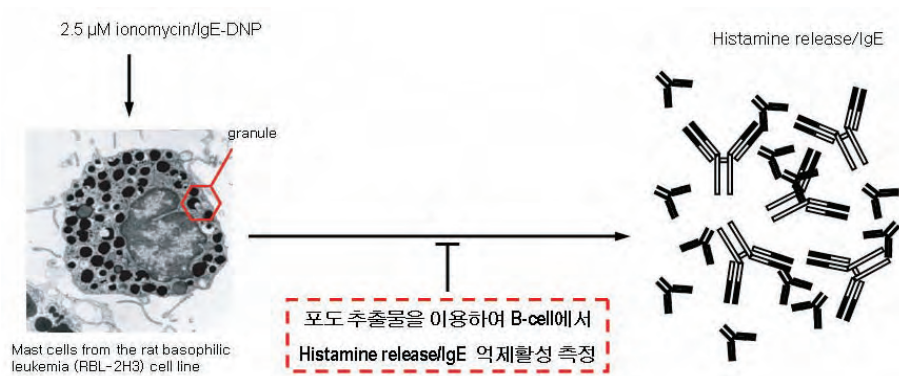 2.5 μM ionomycin/IgE-DNP
Histamine release/IgE
granule
포도 추출물을 이용하여 B-cell에서
Histamine release/IgE 억제활성 측정
Mast cells from the rat basophilic
leukemia (RBL-2H3) cell line